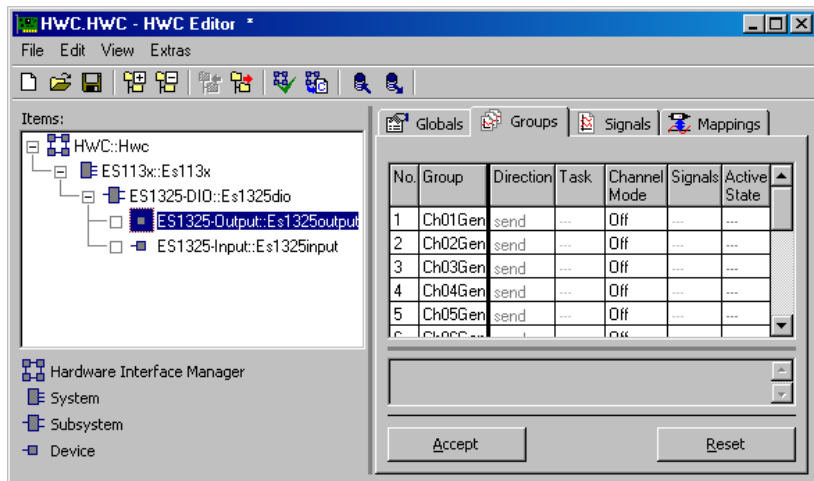 HWC.HWC - HWC Editor *
File Edit View Extras
Items:
HWC::Hwc
ES113x::Es113x
ES1325-DIO::Es1325dio
ES1325-Output::Es1325output
ES1325-Input::Es1325input
Hardware Interface Manager
System
Subsystem
Device
Globals Groups Signals Mappings
No. Group Direction Task Channel Mode Signals Active State
1 Ch01Gen send --- Off --- ---
2 Ch02Gen send --- Off --- ---
3 Ch03Gen send --- Off --- ---
4 Ch04Gen send --- Off --- ---
5 Ch05Gen send --- Off --- ---
Accept Reset